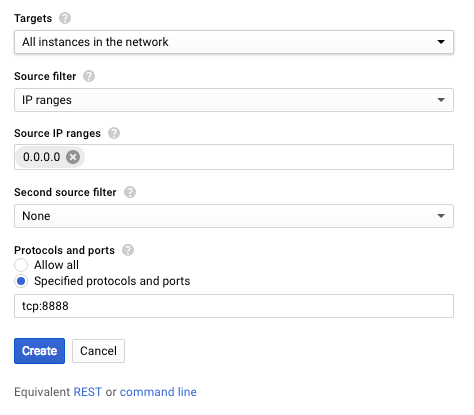 Targets
All instances in the network
Source filter
IP ranges
Source IP ranges
0.0.0.0
Second source filter
None
Protocols and ports
Allow all
Specified protocols and ports
tcp:8888
Create Cancel
Equivalent REST or command line